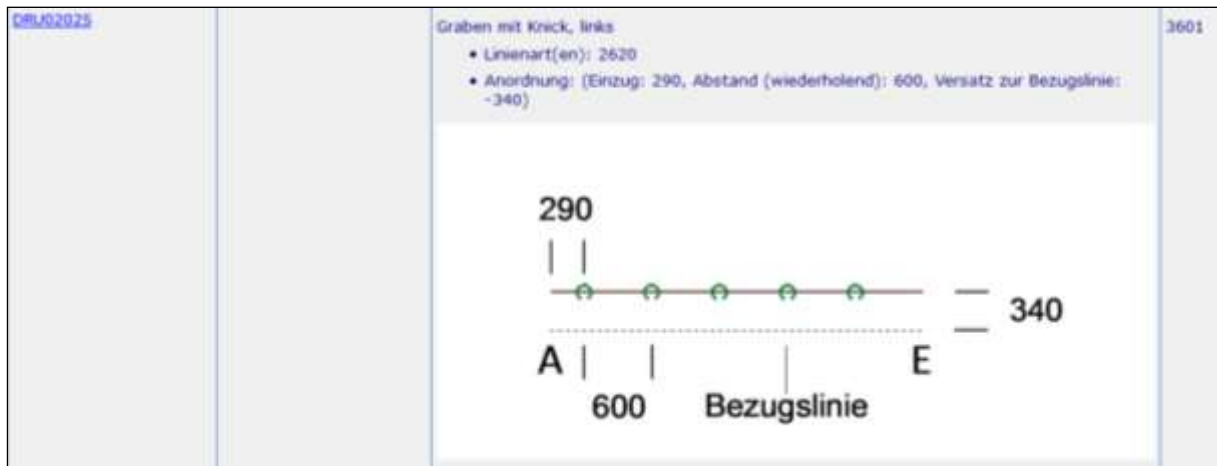 DRU02025
Graben mit Knick, links
• Linienart(en): 2620
• Anordnung: (Einzug: 290, Abstand (wiederholend): 600, Versatz zur Bezugslinie:
-340)
3601
290
340
A
E
600
Bezugslinie